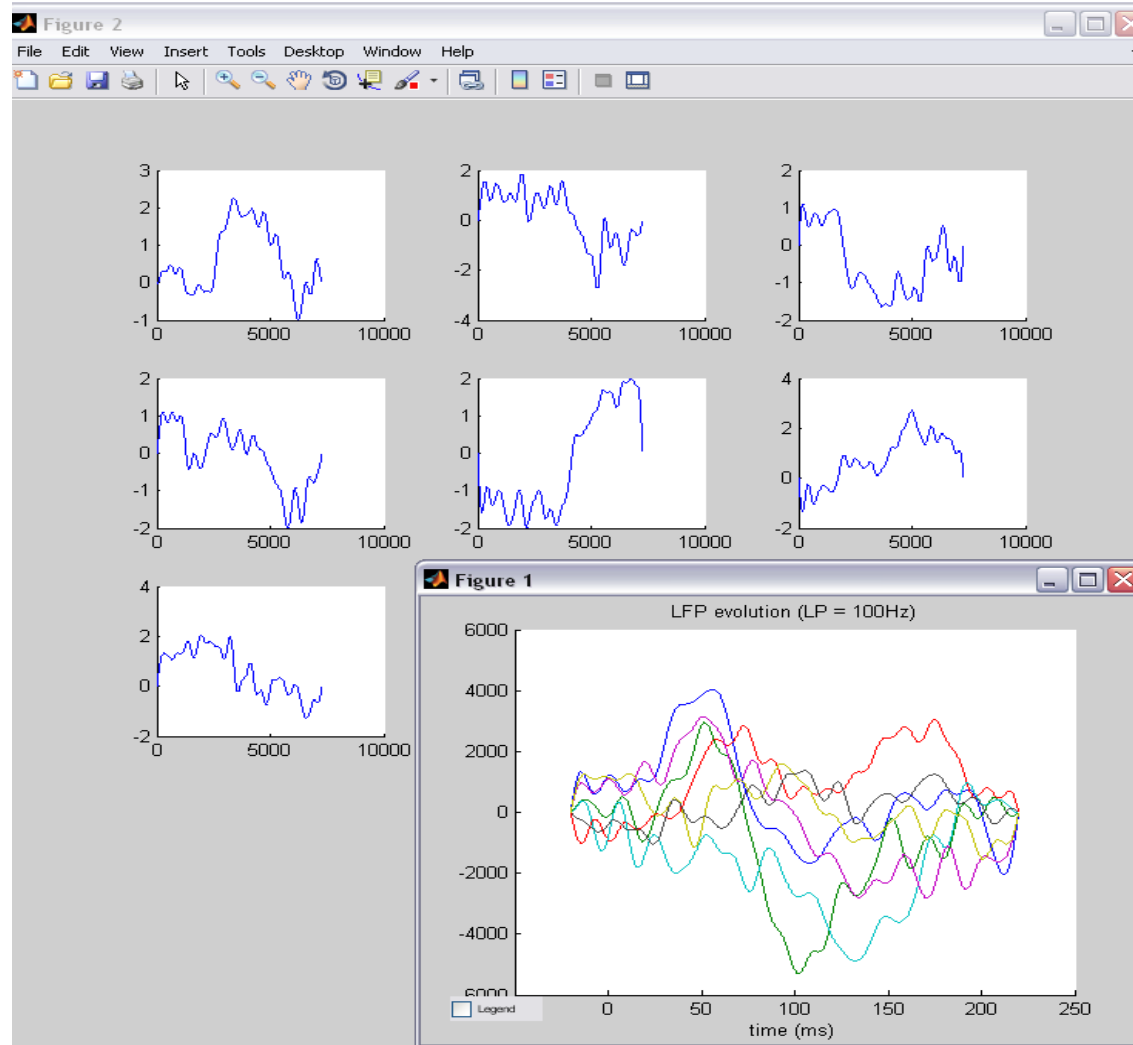 Figure 2
File Edit View Insert Tools Desktop Window Help
3
2
1
0
-1
0 5000 10000
2
0
-2
-4
0 5000 10000
2
1
0
-1
-2
0 5000 10000
2
1
0
-1
-2
0 5000 10000
2
1
0
-1
-2
0 5000 10000
4
2
0
-2
0 5000 10000
4
2
0
-2
0 5000 10000
Figure 1
LFP evolution (LP = 100Hz)
6000
4000
2000
0
-2000
-4000
6000
Legend
0 50 100 150 200 250
time (ms)